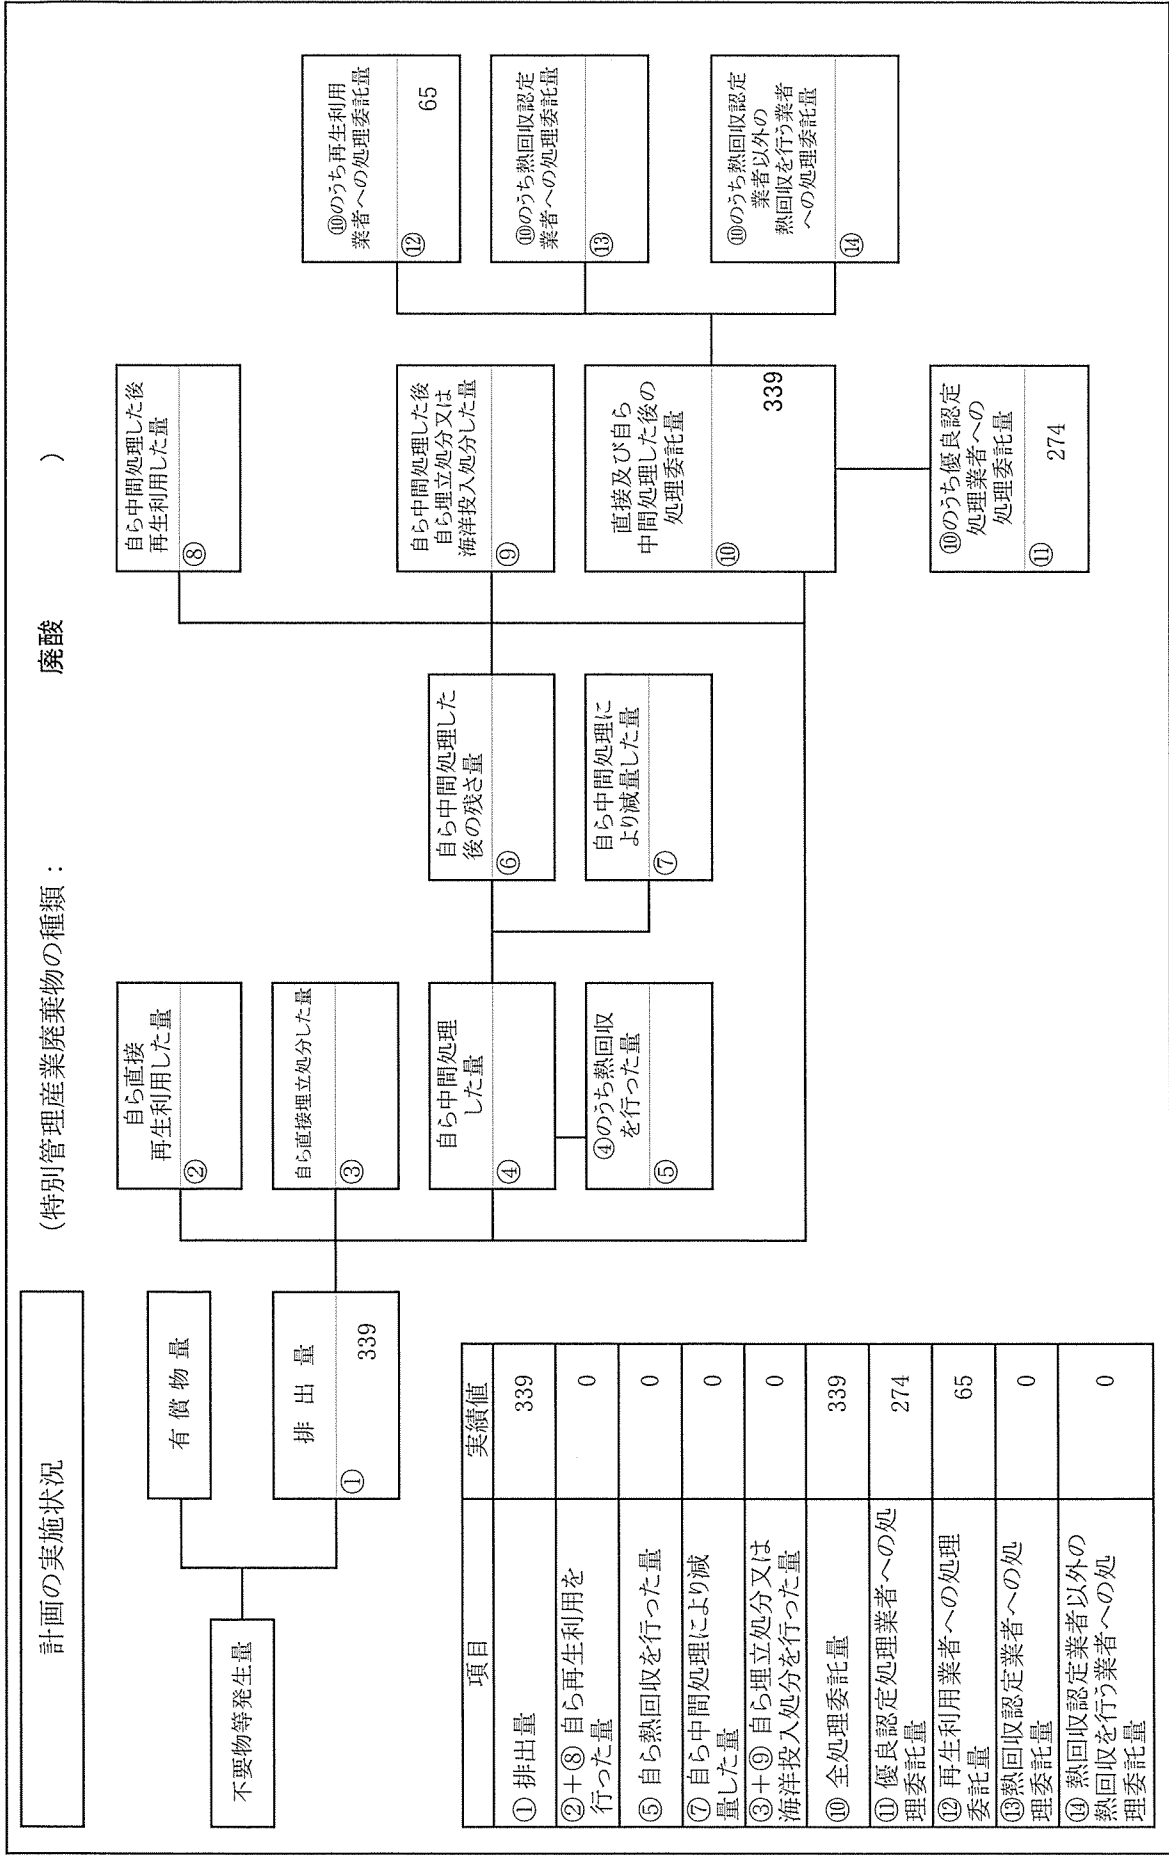 計画の実施状況
(特別管理産業廃棄物の種類： 廃酸 )
不要物等発生量
有 償 物 量
排 出 量
① 339
自ら直接
再生利用した量
②
自ら直接埋立処分した量
③
自ら中間処理
した量
④
④のうち熱回収
を行った量
⑤
自ら中間処理した
後の残さ量
⑥
自ら中間処理に
より減量した量
⑦
自ら中間処理した後
再生利用した量
⑧
自ら中間処理した後
自ら埋立処分又は
海洋投入処分した量
⑨
直接及び自ら
中間処理した後の
処理委託量
⑩ 339
⑩のうち優良認定
処理業者への
処理委託量
⑪ 274
⑩のうち再生利用
業者への処理委託量
⑫ 65
⑩のうち熱回収認定
業者への処理委託量
⑬
⑩のうち熱回収認定
業者以外の
熱回収を行う業者
への処理委託量
⑭
項目 実績値
① 排出量 339
②＋⑧ 自ら再生利用を
行った量 0
⑤ 自ら熱回収を行った量 0
⑦ 自ら中間処理により減
量した量 0
③＋⑨ 自ら埋立処分又は
海洋投入処分を行った量 0
⑩ 全処理委託量 339
⑪ 優良認定処理業者への処
理委託量 274
⑫ 再生利用業者への処理
委託量 65
⑬熱回収認定業者への処
理委託量 0
⑭ 熱回収認定業者以外の
熱回収を行う業者への処
理委託量 0